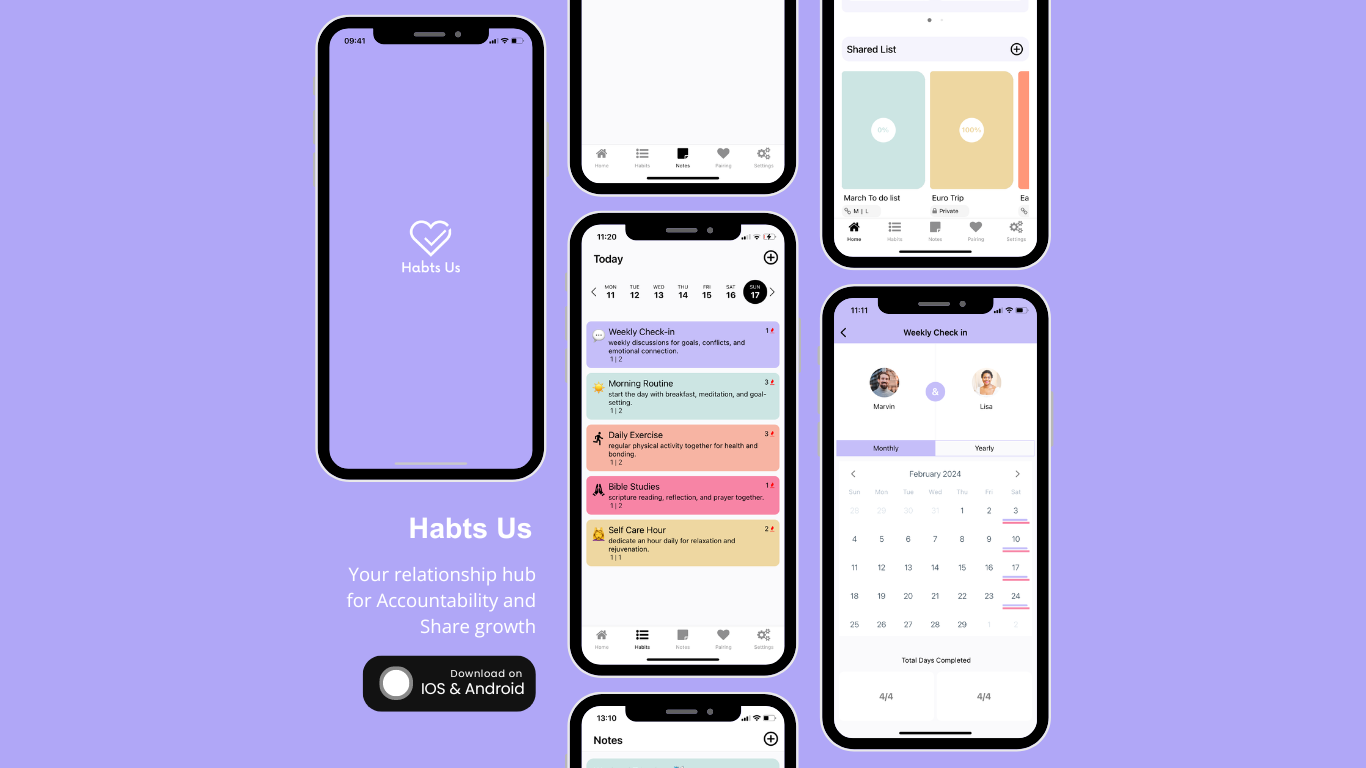 09:41
Habts Us
Habts Us
Your relationship hub
for Accountability and
Share growth
Download on
IOS & Android
Home Habits Notes Pairing Settings
11:20
Today
MON TUE WED THU FRI SAT SUN
11 12 13 14 15 16 17
Weekly Check-in 1
weekly discussions for goals, conflicts, and
emotional connection.
1 | 2
Morning Routine 3
start the day with breakfast, meditation, and goal-
setting.
1 | 2
Daily Exercise 3
regular physical activity together for health and
bonding.
1 | 2
Bible Studies 1
scripture reading, reflection, and prayer together.
1 | 2
Self Care Hour 2
dedicate an hour daily for relaxation and
rejuvenation.
1 | 1
Home Habits Notes Pairing Settings
13:10
Notes
Shared List
100%
March To do list Euro Trip Ea
M | L Private
Home Habits Notes Pairing Settings
11:11
Weekly Check in
&
Marvin Lisa
Monthly Yearly
February 2024
Sun Mon Tue Wed Thu Fri Sat
28 29 30 31 1 2 3
4 5 6 7 8 9 10
11 12 13 14 15 16 17
18 19 20 21 22 23 24
25 26 27 28 29 1 2
Total Days Completed
4/4 4/4